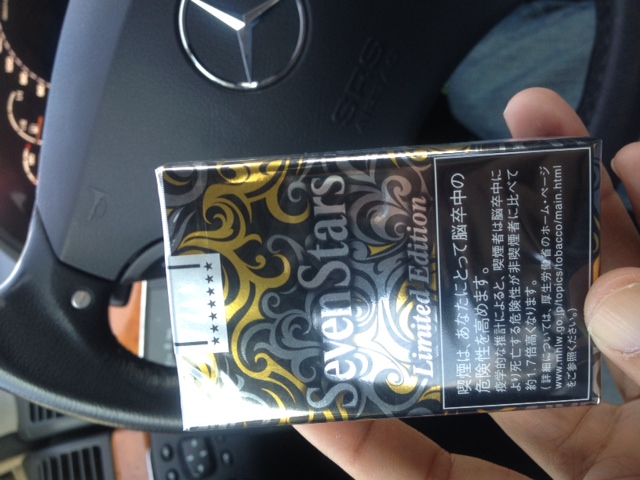 SRS
SevenStars
Limited Edition
喫煙は、あなたにとって脳卒中の
危険性を高めます。
疫学的な推計によると、喫煙者は脳卒中に
より死亡する危険性が非喫煙者に比べて
約1.7倍高くなります。
(詳細については、厚生労働省のホーム・ページ
www.mhlw.go.jp/topics/tobacco/main.html
をご参照ください。)